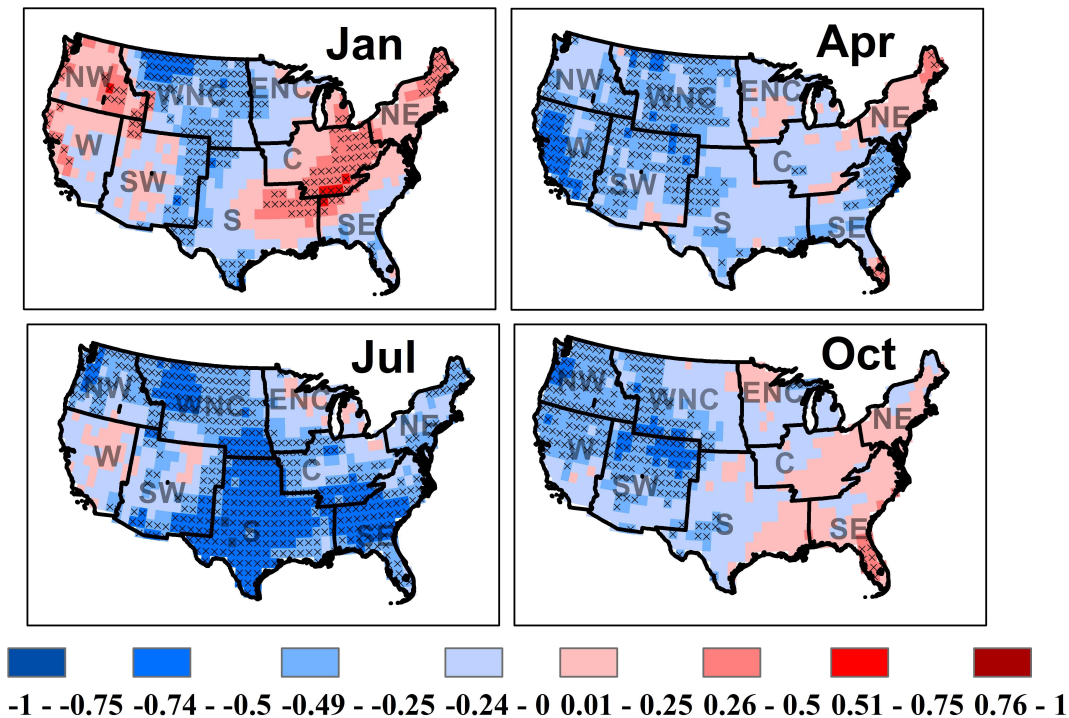 Jan
NW
WNC
ENC
NE
W
C
SW
S
SE
Apr
NW
WNC
ENC
NE
W
C
SW
S
SE
Jul
NW
WNC
ENC
NE
W
C
SW
S
SE
Oct
NW
WNC
ENC
NE
W
C
SW
S
SE
-1 - -0.75 -0.74 - -0.5 -0.49 - -0.25 -0.24 - 0 0.01 - 0.25 0.26 - 0.5 0.51 - 0.75 0.76 - 1